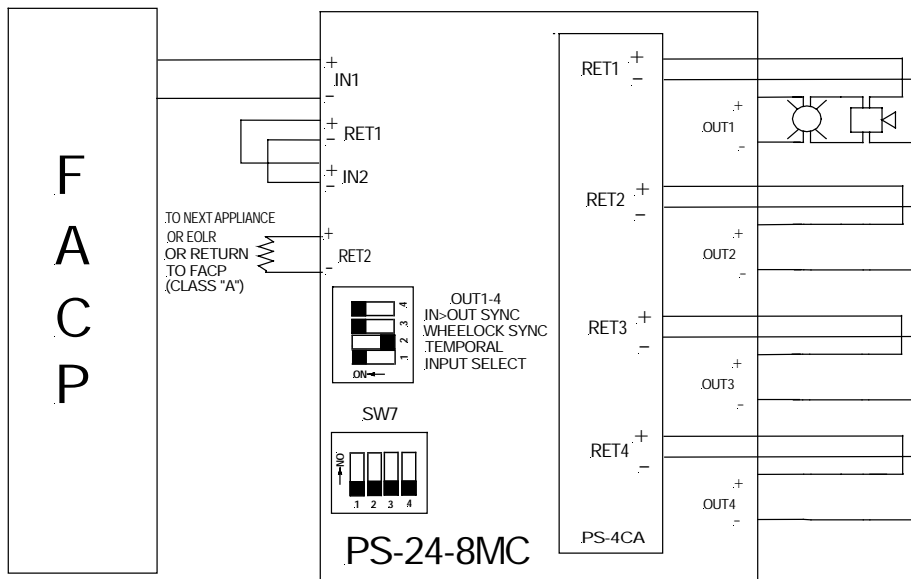 F
A
C
P
+
IN1
-
+
RET1
-
+
IN2
-
TO NEXT APPLIANCE
OR EOLR
OR RETURN
TO FACP
(CLASS "A")
+
RET2
-
4
3
2
1
ON
OUT1-4
IN>OUT SYNC
WHEELOCK SYNC
TEMPORAL
INPUT SELECT
SW7
ON
1 2 3 4
PS-24-8MC
RET1
+
-
RET2
+
-
RET3
+
-
RET4
+
-
PS-4CA
+
OUT1
-
+
OUT2
-
+
OUT3
-
+
OUT4
-